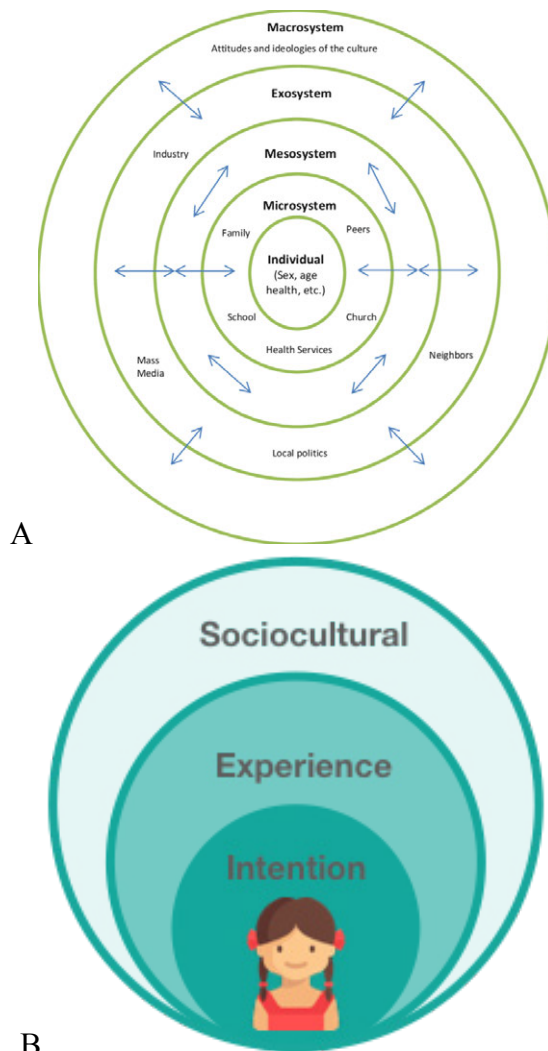 Macrosystem
Attitudes and ideologies of the culture
Exosystem
Industry
Mesosystem
Microsystem
Family
Peers
Individual
(Sex, age
health, etc.)
School
Church
Health Services
Mass
Media
Neighbors
Local politics
A
Sociocultural
Experience
Intention
B